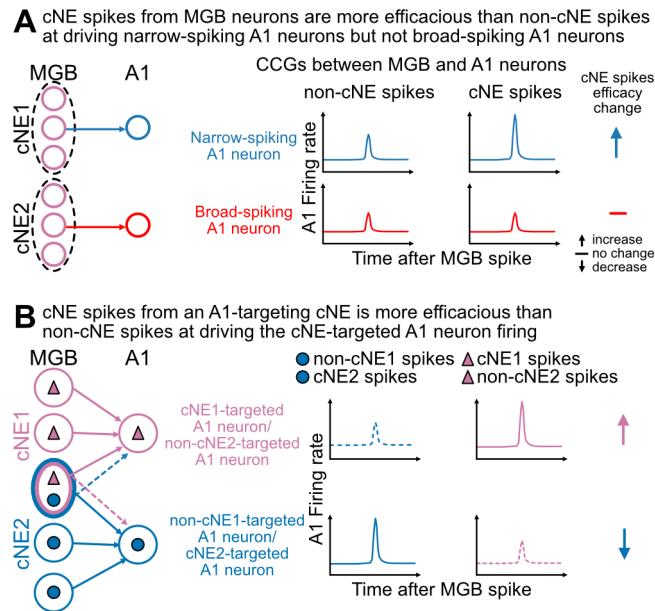 A cNE spikes from MGB neurons are more efficacious than non-cNE spikes
at driving narrow-spiking A1 neurons but not broad-spiking A1 neurons
MGB A1
CCGs between MGB and A1 neurons
non-cNE spikes cNE spikes
cNE spikes
efficacy
change
cNE1
Narrow-spiking
A1 neuron
A1 Firing rate
cNE2
Broad-spiking
A1 neuron
Time after MGB spike
increase
no change
decrease
B cNE spikes from an A1-targeting cNE is more efficacious than
non-cNE spikes at driving the cNE-targeted A1 neuron firing
MGB A1
non-cNE1 spikes cNE1 spikes
cNE2 spikes non-cNE2 spikes
cNE1
cNE1-targeted
A1 neuron/
non-cNE2-targeted
A1 neuron
A1 Firing rate
cNE2
non-cNE1-targeted
A1 neuron/
cNE2-targeted
A1 neuron
Time after MGB spike